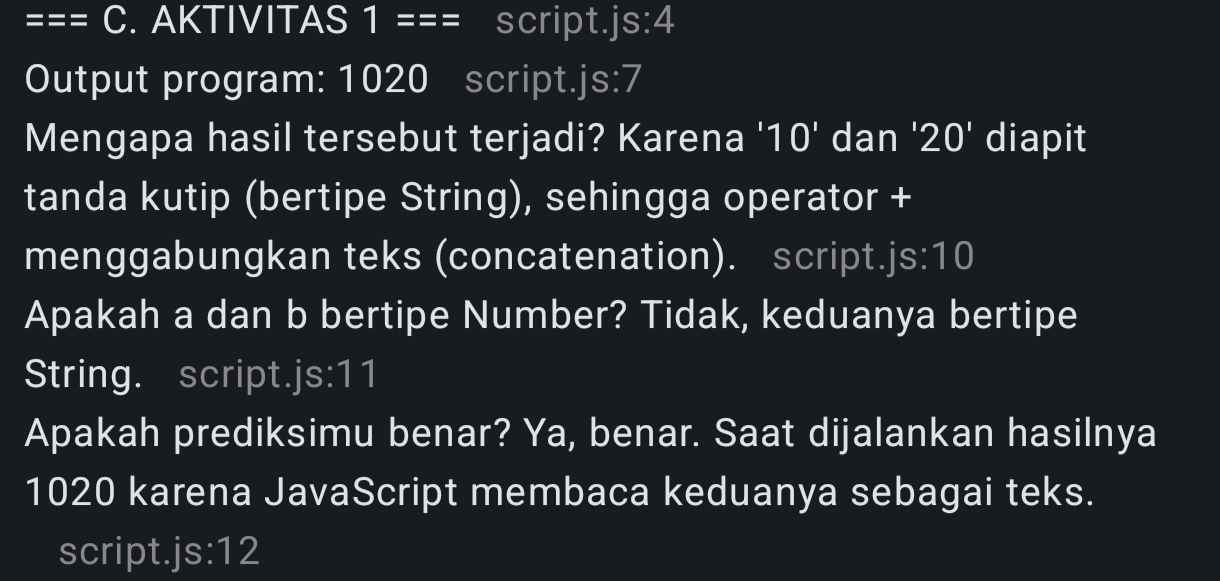 === C. AKTIVITAS 1 === script.js:4
Output program: 1020 script.js:7
Mengapa hasil tersebut terjadi? Karena '10' dan '20' diapit
tanda kutip (bertipe String), sehingga operator +
menggabungkan teks (concatenation). script.js:10
Apakah a dan b bertipe Number? Tidak, keduanya bertipe
String. script.js:11
Apakah prediksimu benar? Ya, benar. Saat dijalankan hasilnya
1020 karena JavaScript membaca keduanya sebagai teks.
script.js:12